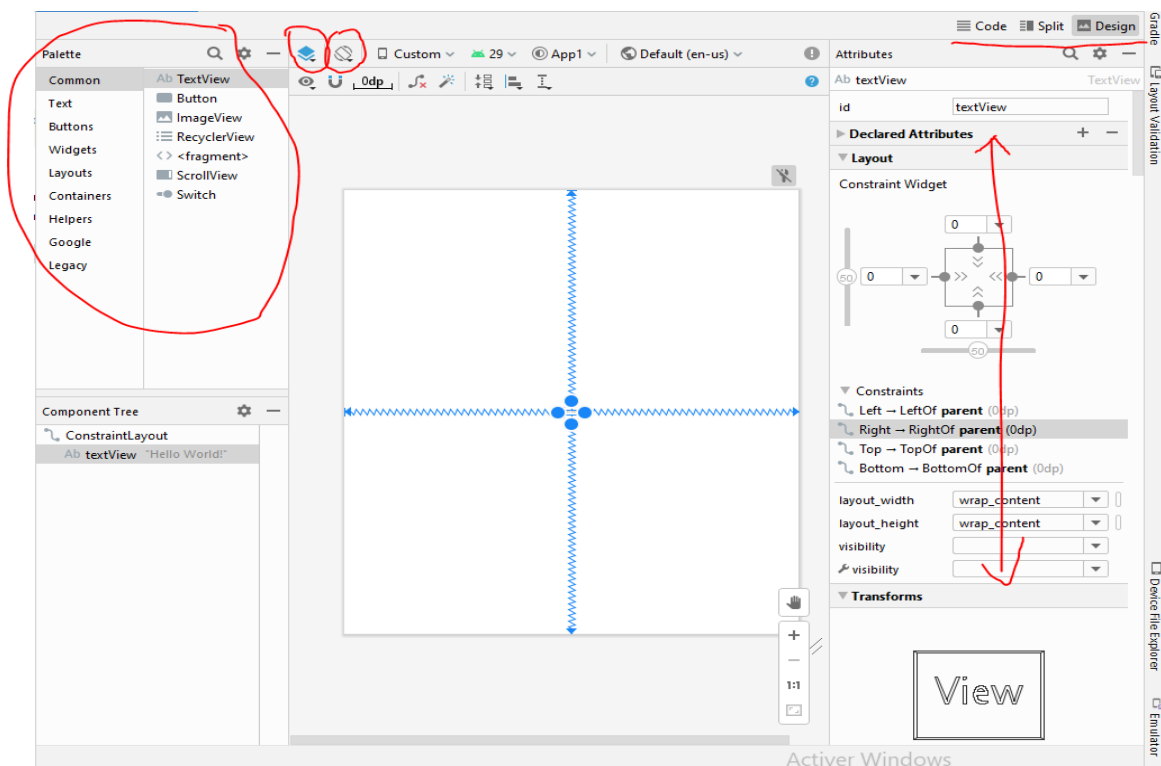 Code Split Design
Palette
Custom 29 App1 Default (en-us)
Attributes
Common
Text
Buttons
Widgets
Layouts
Containers
Helpers
Google
Legacy
Ab TextView
Button
ImageView
RecyclerView
<fragment>
ScrollView
Switch
0dp
Component Tree
ConstraintLayout
Ab textView "Hello World!"
1:1
Ab textView TextView
id textView
Declared Attributes
Layout
Constraint Widget
0
50 0 0
0
50
Constraints
Left → LeftOf parent (0dp)
Right → RightOf parent (0dp)
Top → TopOf parent (0dp)
Bottom → BottomOf parent (0dp)
layout_width wrap_content
layout_height wrap_content
visibility
visibility
Transforms
View
Activer Windows
Gradle
Layout Validation
Device File Explorer
Emulator